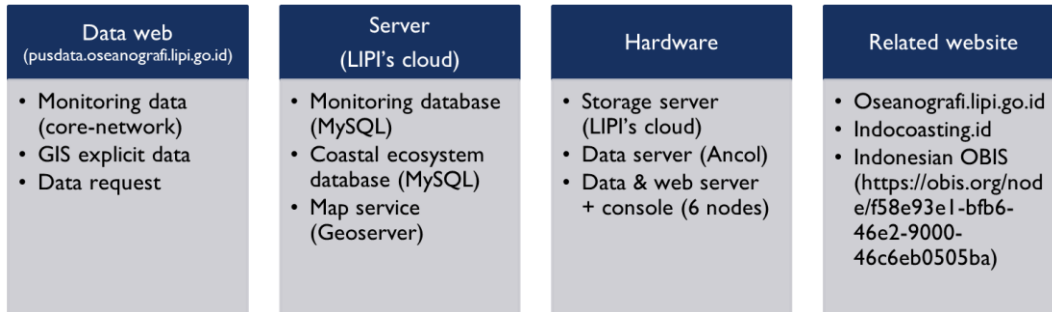 Data web
(pusdata.oseanografi.lipi.go.id)
• Monitoring data
(core-network)
• GIS explicit data
• Data request
Server
(LIPI's cloud)
• Monitoring database
(MySQL)
• Coastal ecosystem
database (MySQL)
• Map service
(Geoserver)
Hardware
• Storage server
(LIPI's cloud)
• Data server (Ancol)
• Data & web server
+ console (6 nodes)
Related website
• Oseanografi.lipi.go.id
• Indocoasting.id
• Indonesian OBIS
(https://obis.org/nod
e/f58e93e1-bfb6-
46e2-9000-
46c6eb0505ba)